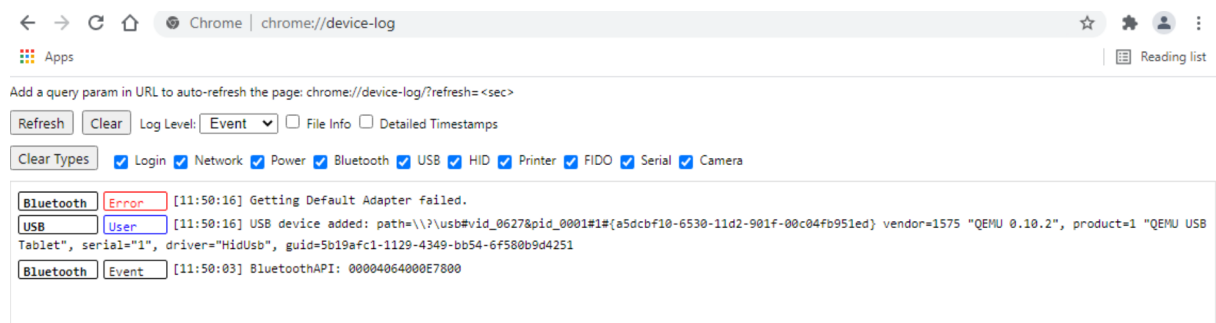 Chrome | chrome://device-log
Apps
Reading list
Add a query param in URL to auto-refresh the page: chrome://device-log/?refresh=<sec>
Refresh Clear Log Level: Event File Info Detailed Timestamps
Clear Types Login Network Power Bluetooth USB HID Printer FIDO Serial Camera
Bluetooth Error [11:50:16] Getting Default Adapter failed.
USB User [11:50:16] USB device added: path=\\?\usb#vid_0627&pid_0001#1#{a5dcbf10-6530-11d2-901f-00c04fb951ed} vendor=1575 "QEMU 0.10.2", product=1 "QEMU USB
Tablet", serial="1", driver="HidUsb", guid=5b19afc1-1129-4349-bb54-6f580b9d4251
Bluetooth Event [11:50:03] BluetoothAPI: 00004064000E7800